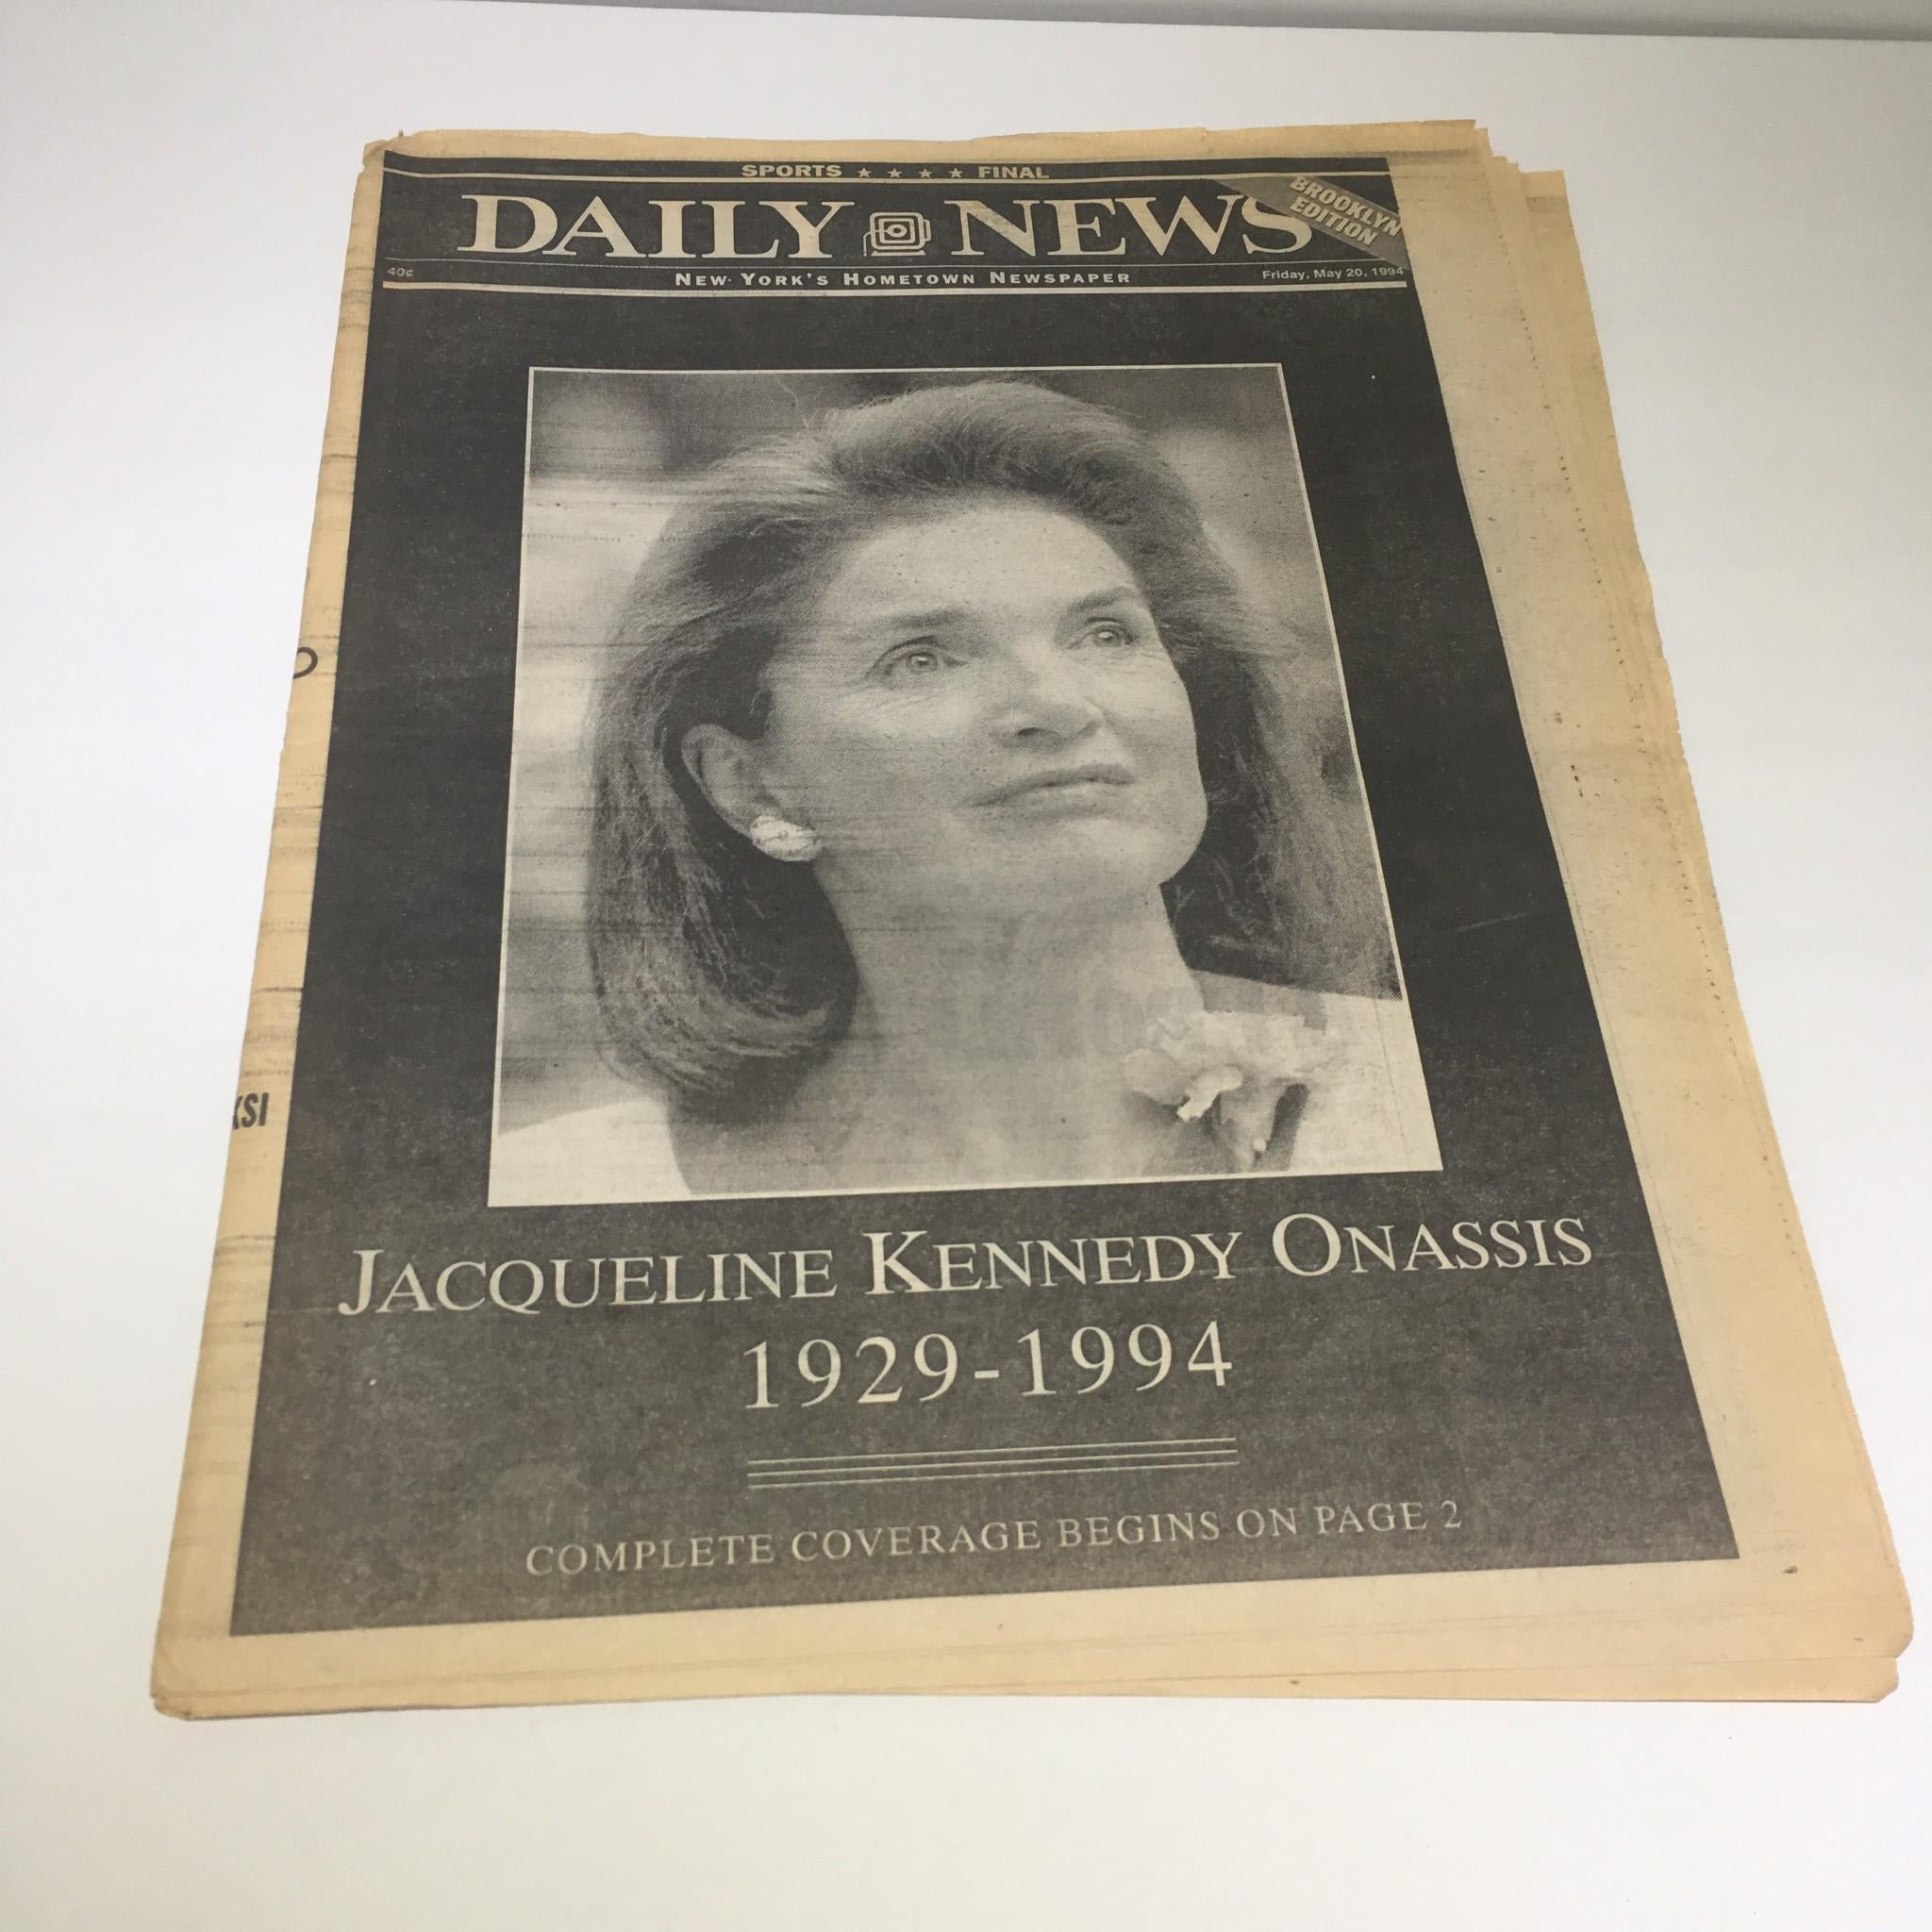 SPORTS ★ ★ ★ ★ FINAL
DAILY NEWS
BROOKLYN
EDITION
40¢
NEW YORK'S HOMETOWN NEWSPAPER
Friday, May 20, 1994
JACQUELINE KENNEDY ONASSIS
1929-1994
COMPLETE COVERAGE BEGINS ON PAGE 2